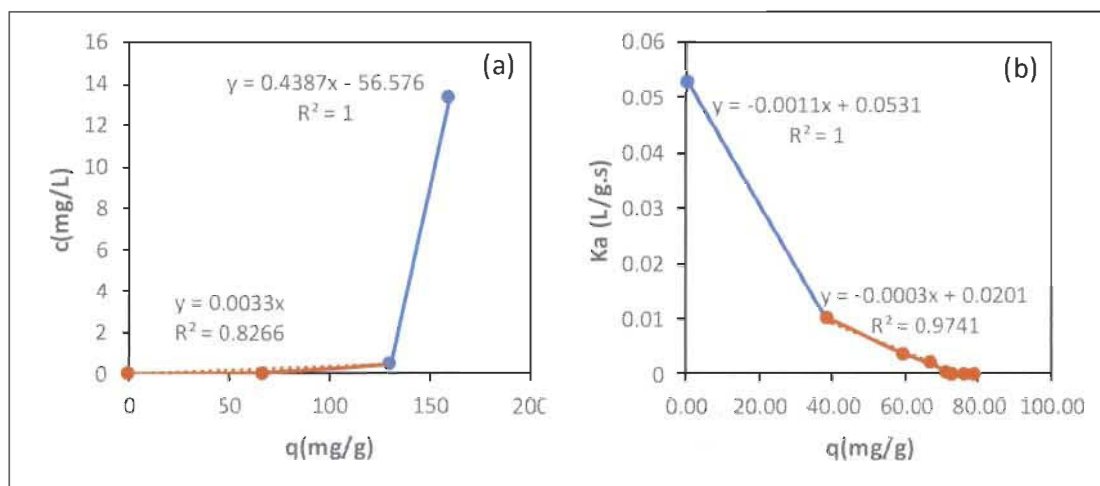 (a)
16
14
12
10
8
6
4
2
0
c(mg/L)
y = 0.4387x - 56.576
R² = 1
y = 0.0033x
R² = 0.8266
0 50 100 150 200
q(mg/g)
(b)
0.06
0.05
0.04
0.03
0.02
0.01
0
Ka (L/g.s)
y = -0.0011x + 0.0531
R² = 1
y = -0.0003x + 0.0201
R² = 0.9741
0.00 20.00 40.00 60.00 80.00 100.00
q(mg/g)